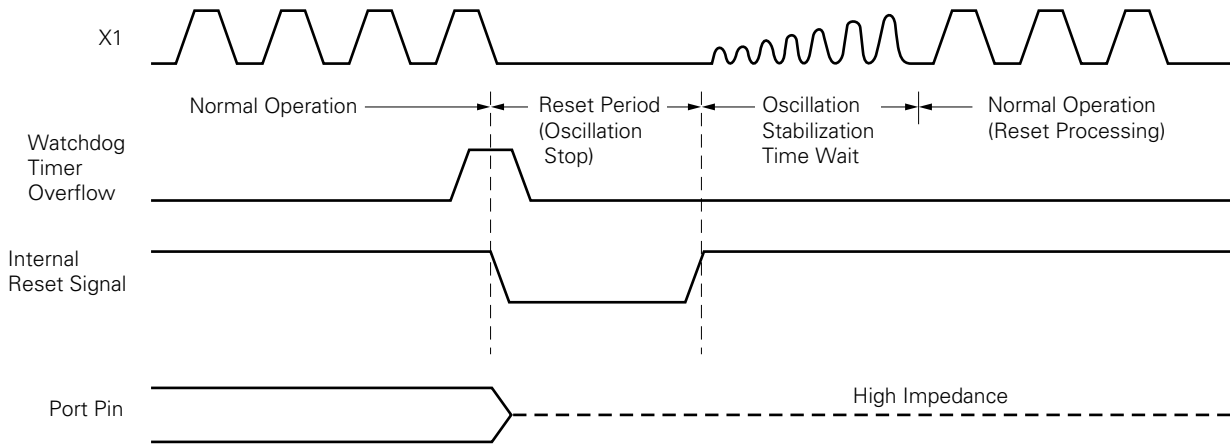 X1
Normal Operation
Reset Period
(Oscillation
Stop)
Oscillation
Stabilization
Time Wait
Normal Operation
(Reset Processing)
Watchdog
Timer
Overflow
Internal
Reset Signal
Port Pin
High Impedance